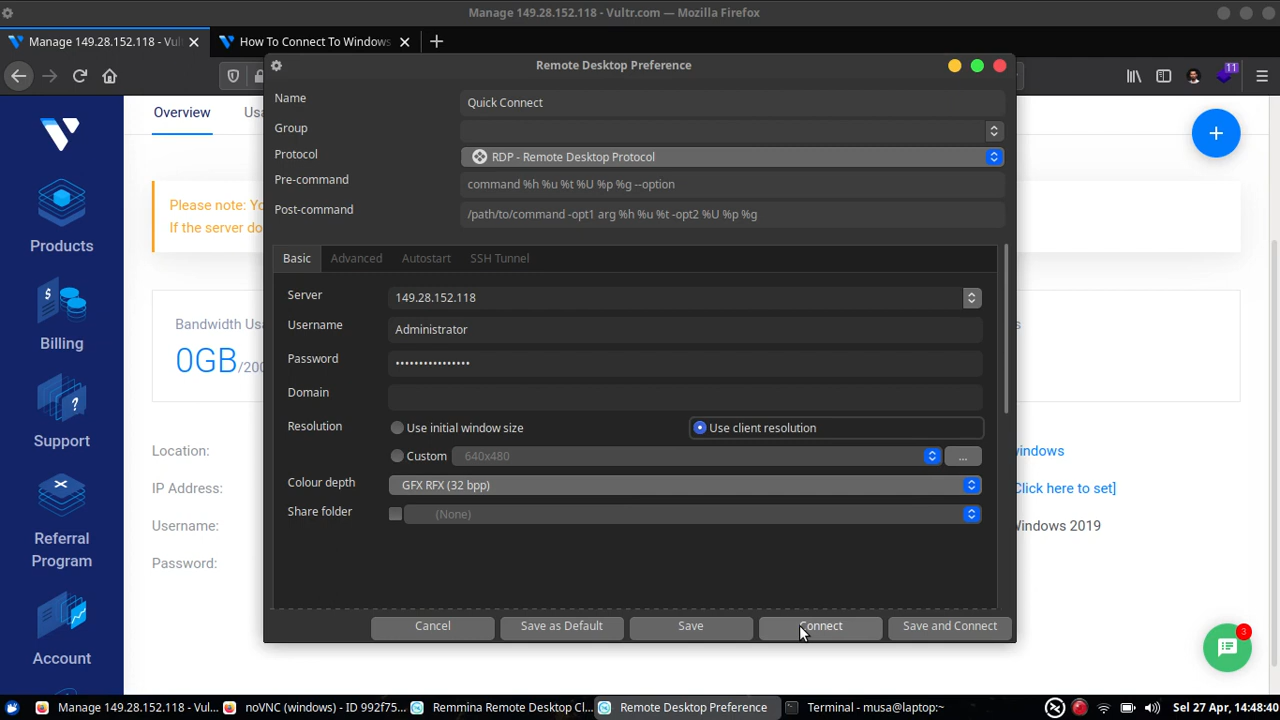 Manage 149.28.152.118 - Vultr.com — Mozilla Firefox
Manage 149.28.152.118 - Vul
How To Connect To Windows
11
Remote Desktop Preference
Name
Quick Connect
Group
Protocol
RDP - Remote Desktop Protocol
Pre-command
command %h %u %t %U %p %g --option
Post-command
/path/to/command -opt1 arg %h %u %t -opt2 %U %p %g
Basic
Advanced
Autostart
SSH Tunnel
Server
149.28.152.118
Username
Administrator
Password
••••••••••••••••
Domain
Resolution
Use initial window size
Use client resolution
Custom
640x480
...
Colour depth
GFX RFX (32 bpp)
Share folder
(None)
Cancel
Save as Default
Save
Connect
Save and Connect
Products
Billing
Support
Referral
Program
Account
Overview
Usa
Please note: Yo
If the server do
Bandwidth Usa
0GB/200
s
Location:
IP Address:
Username:
Password:
indows
Click here to set]
Windows 2019
3
Manage 149.28.152.118 - Vul...
noVNC (windows) - ID 992f75...
Remmina Remote Desktop Cl...
Remote Desktop Preference
Terminal - musa@laptop:~
Sel 27 Apr, 14:48:40